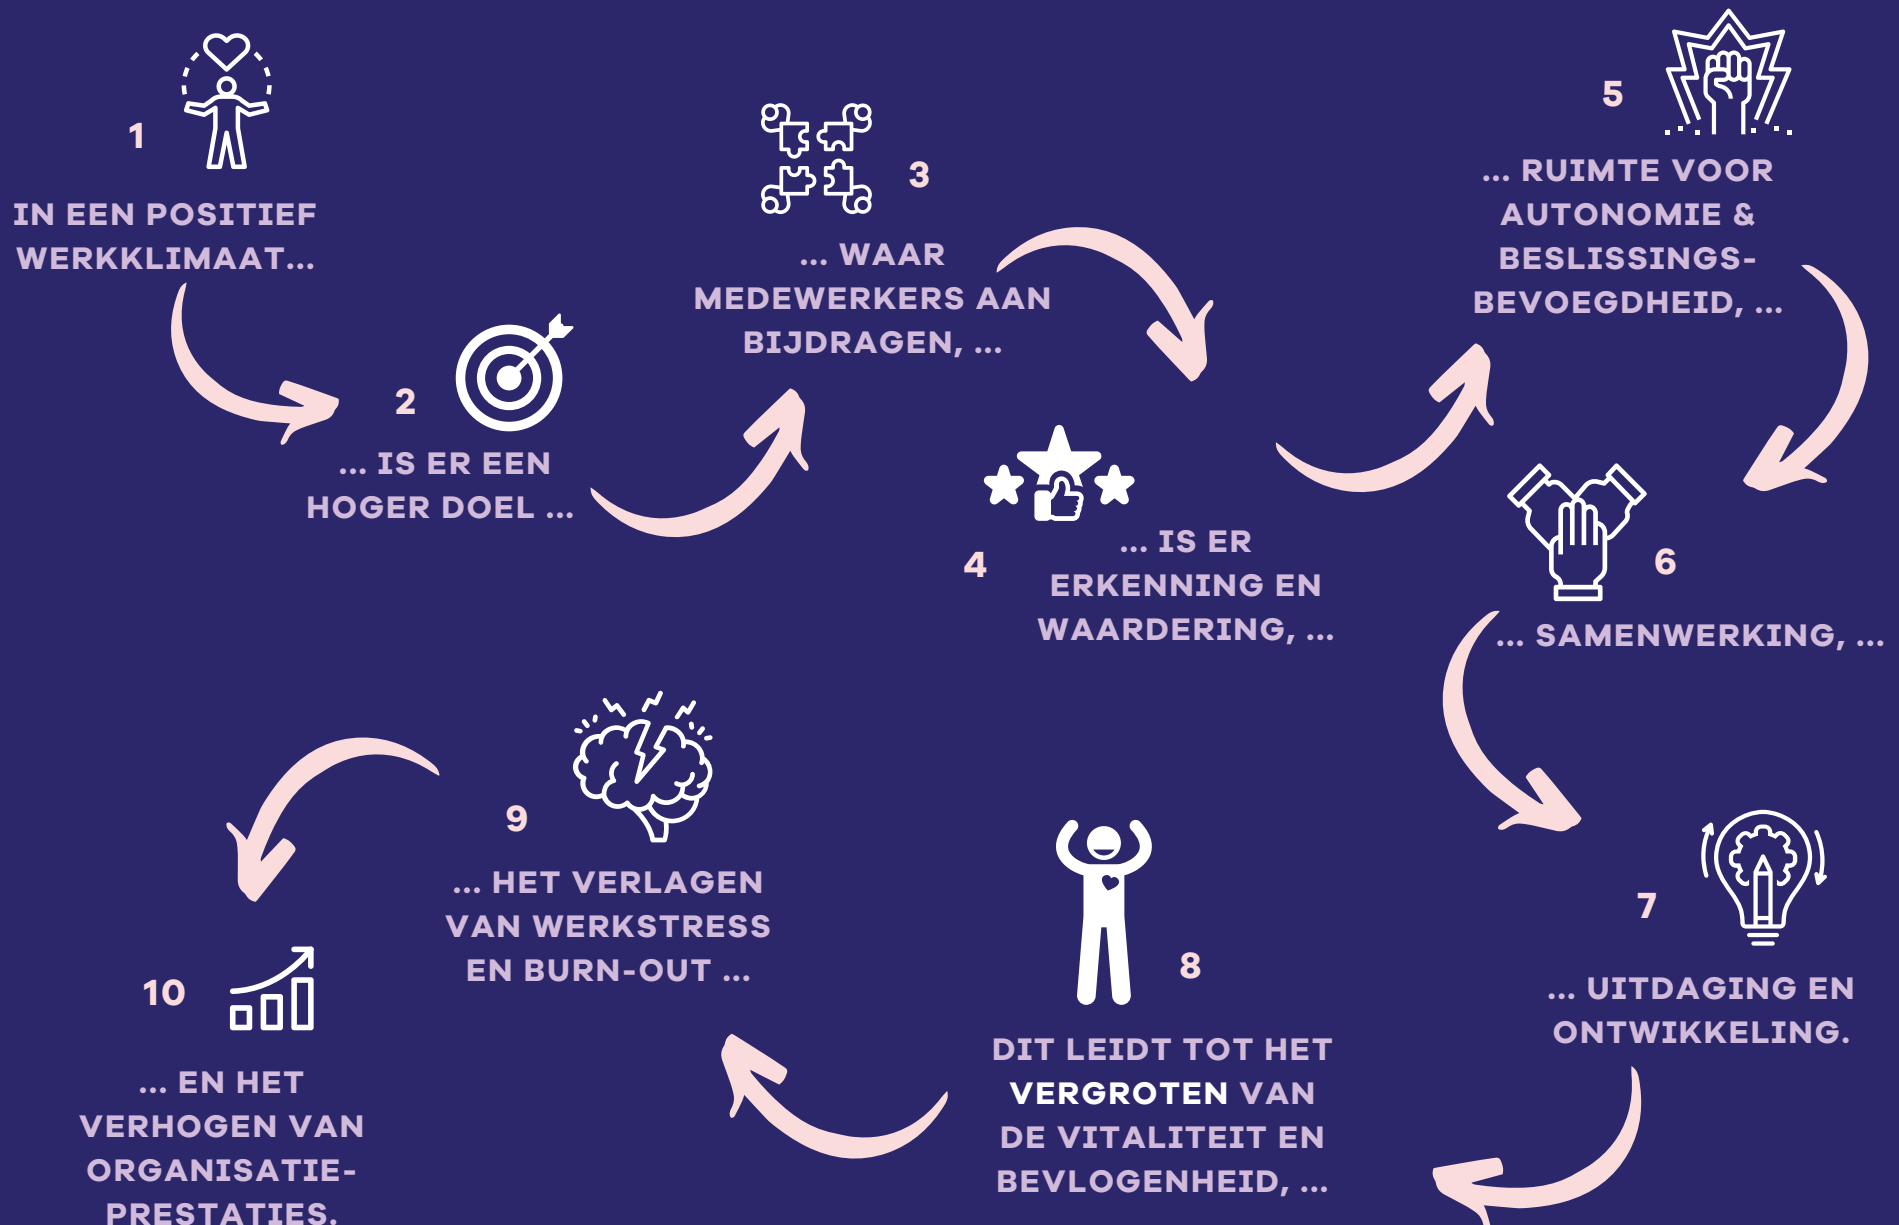 1
IN EEN POSITIEF
WERKKLIMAAT...
2
... IS ER EEN
HOGER DOEL ...
3
... WAAR
MEDEWERKERS AAN
BIJDRAGEN, ...
4
... IS ER
ERKENNING EN
WAARDERING, ...
5
... RUIMTE VOOR
AUTONOMIE &
BESLISSINGS-
BEVOEGDHEID, ...
6
... SAMENWERKING, ...
7
... UITDAGING EN
ONTWIKKELING.
8
DIT LEIDT TOT HET
VERGROTEN VAN
DE VITALITEIT EN
BEVLOGENHEID, ...
9
... HET VERLAGEN
VAN WERKSTRESS
EN BURN-OUT ...
10
... EN HET
VERHOGEN VAN
ORGANISATIE-
PRESTATIES.